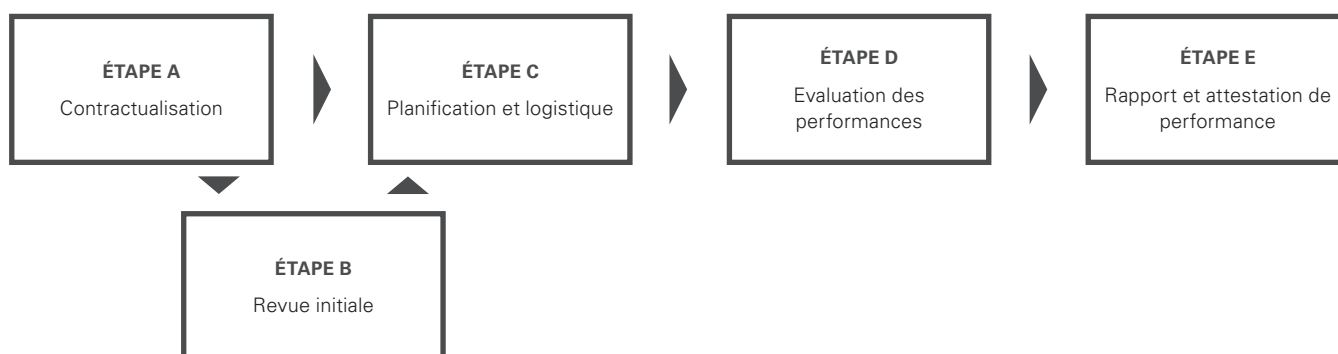 ÉTAPE A
Contractualisation
ÉTAPE C
Planification et logistique
ÉTAPE D
Evaluation des
performances
ÉTAPE E
Rapport et attestation de
performance
ÉTAPE B
Revue initiale